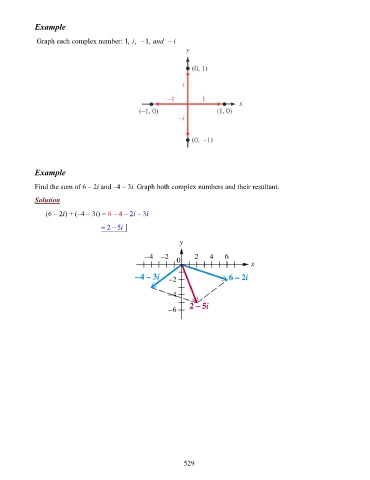 Example
Graph each complex number: 1, i, −1, and −i
y
(0, 1)
i
−1 1
x
(−1, 0) (1, 0)
−i
(0, −1)
Example
Find the sum of 6 – 2i and –4 – 3i. Graph both complex numbers and their resultant.
Solution
(6 – 2i) + (–4 – 3i) = 6 – 4 – 2i – 3i
= 2 – 5i
y
−4 −2 0 2 4 6
x
−4 − 3i −2 6 − 2i
−4
2 − 5i
−6
529